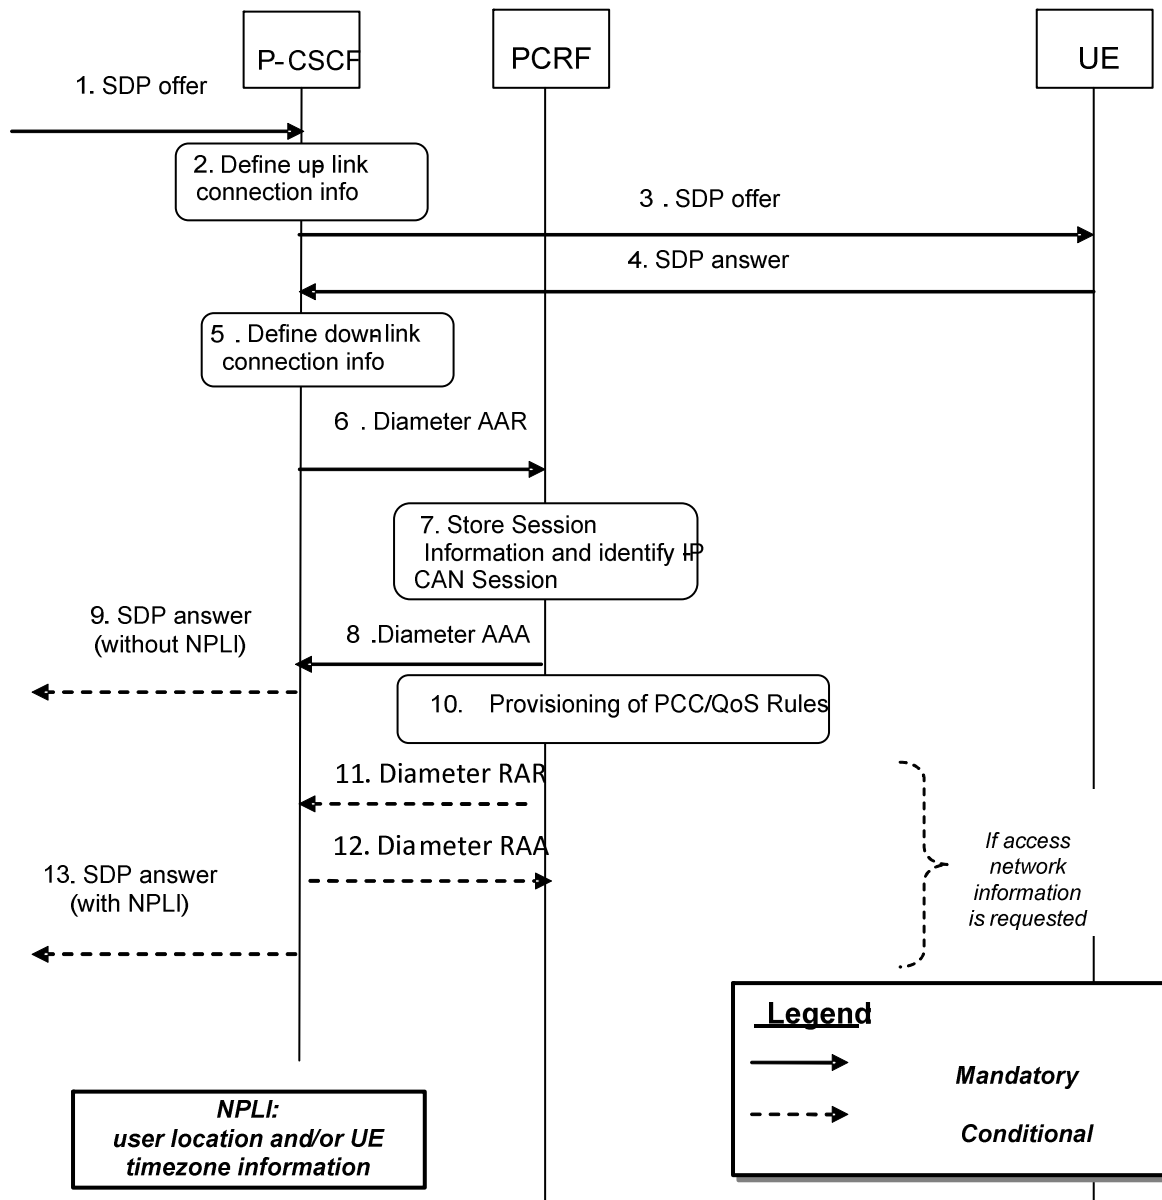 P-CSCF
PCRF
UE
1. SDP offer
2. Define up-link
connection info
3 . SDP offer
4. SDP answer
5 . Define down-link
connection info
6 . Diameter AAR
7. Store Session
Information and identify IP-
CAN Session
9. SDP answer
(without NPLI)
8 .Diameter AAA
10. Provisioning of PCC/QoS Rules
11. Diameter RAR
12. Diameter RAA
13. SDP answer
(with NPLI)
If access
network
information
is requested
Legend
Mandatory
Conditional
NPLI:
user location and/or UE
timezone information